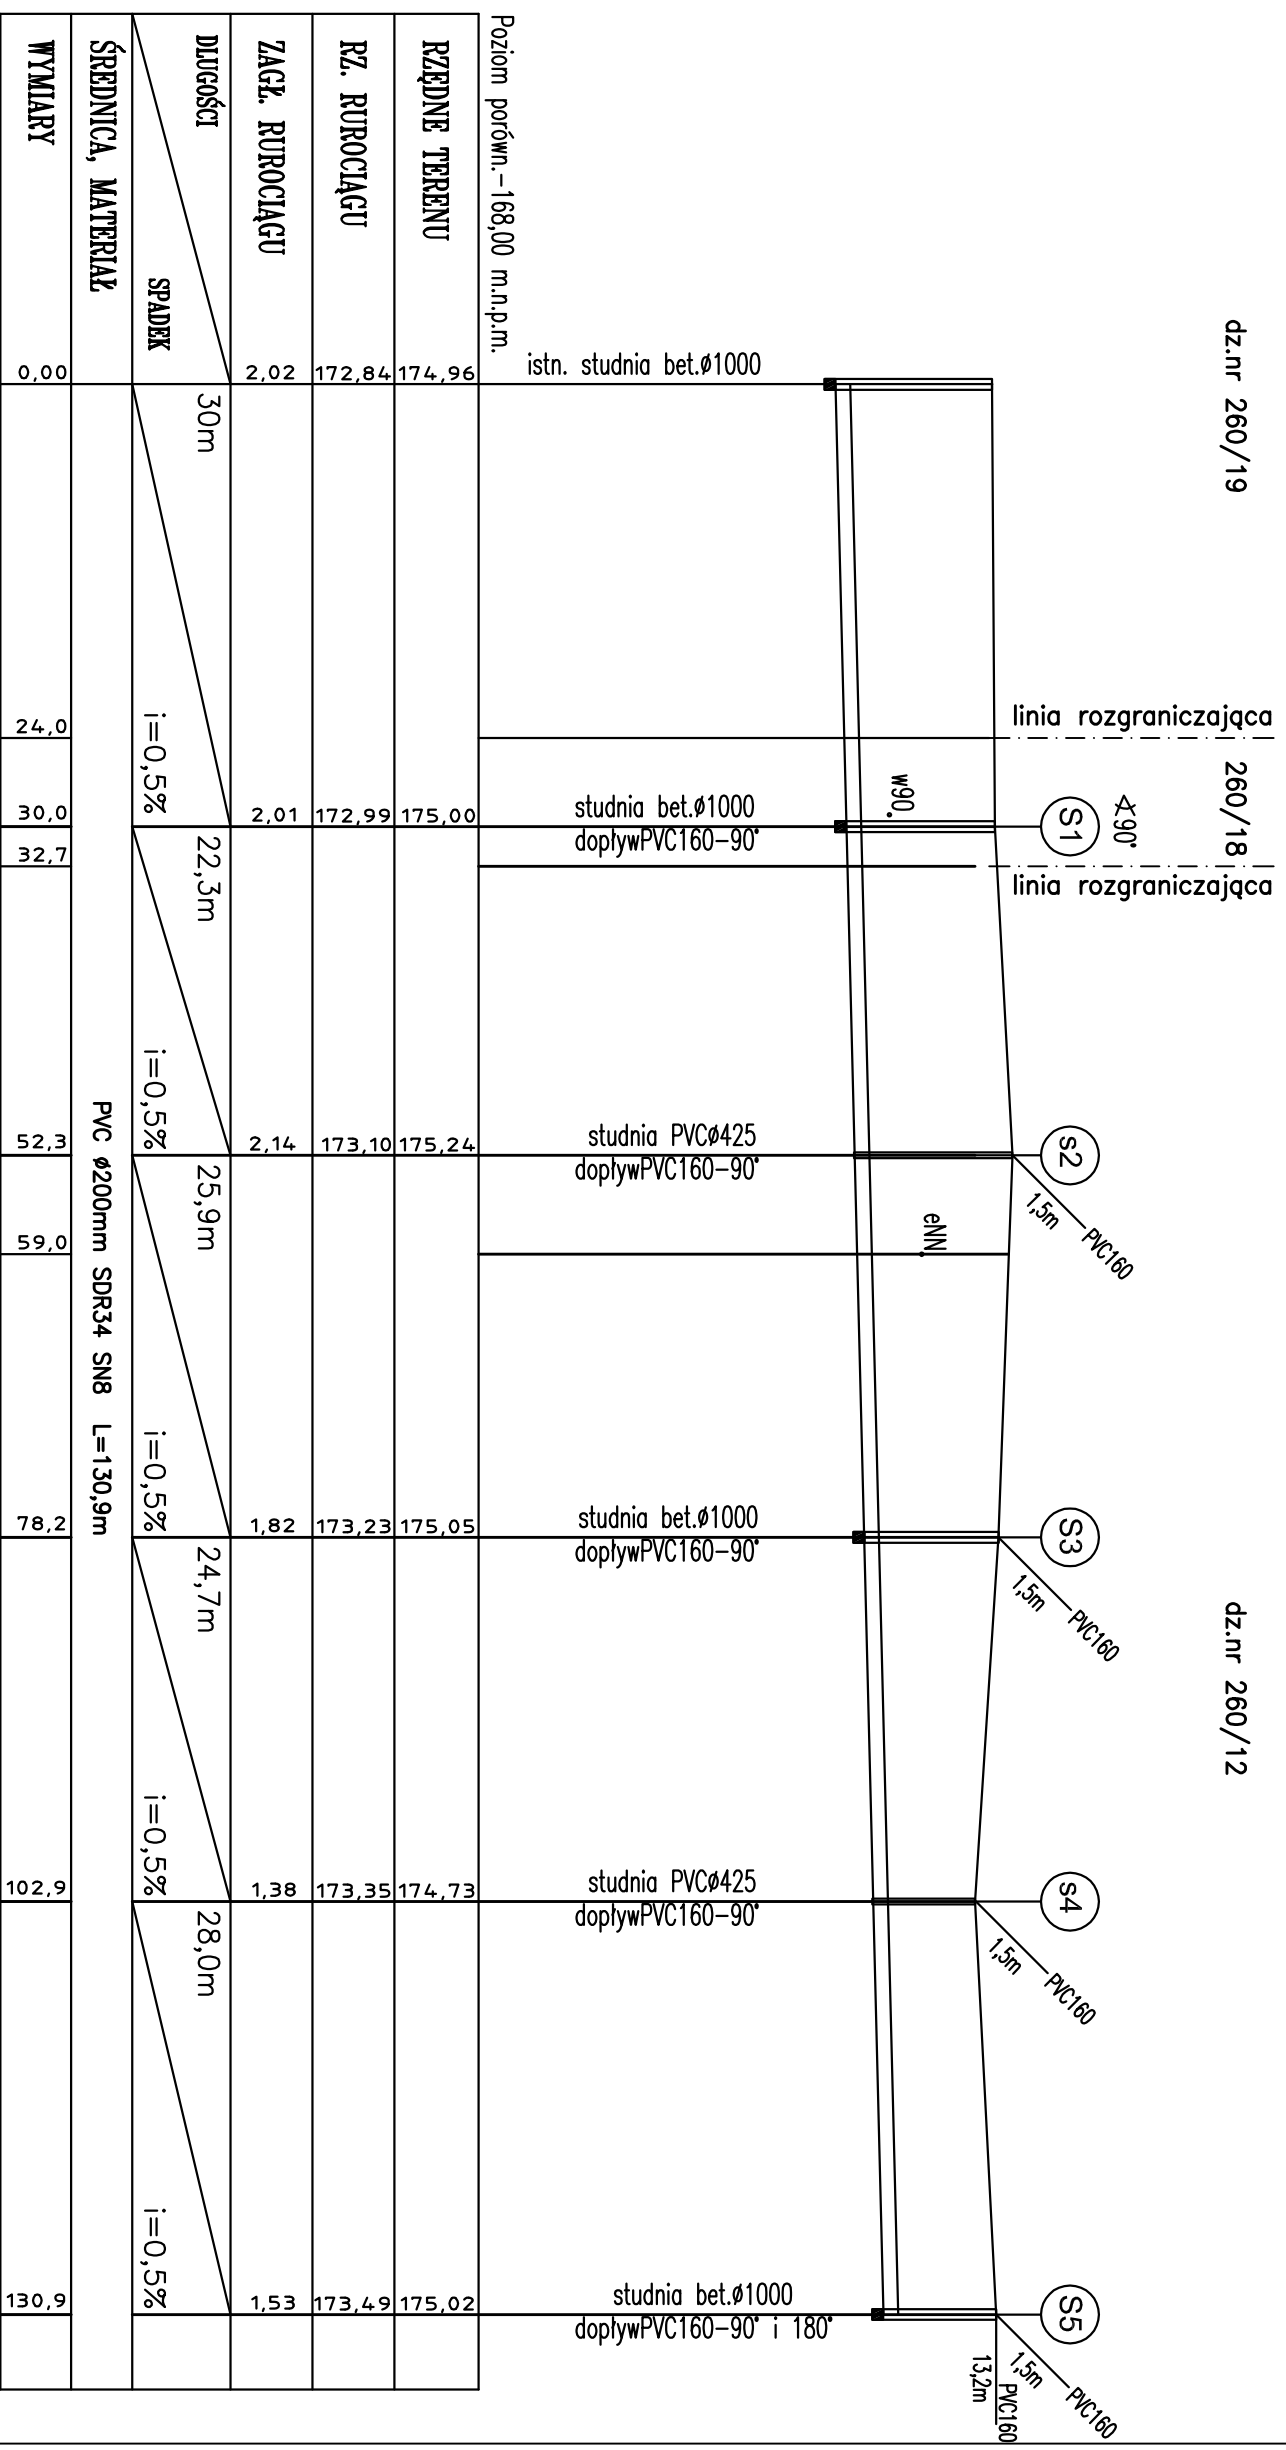 dz.nr 260/19
linia rozgraniczająca
260/18
linia rozgraniczająca
dz.nr 260/12
∢90°
S1
s2
S3
s4
S5
1,5m
PVC160
1,5m
PVC160
1,5m
PVC160
1,5m
PVC160
13,2m
PVC160
w90.
eNN
istn. studnia bet.ø1000
studnia bet.ø1000
dopływPVC160-90°
studnia PVCø425
dopływPVC160-90°
studnia bet.ø1000
dopływPVC160-90°
studnia PVCø425
dopływPVC160-90°
studnia bet.ø1000
dopływPVC160-90° i 180°
Poziom porówn.-168,00 m.n.p.m.
RZĘDNE TERENU 174,96 175,00 175,24 175,05 174,73 175,02
RZ. RUROCIĄGU 172,84 172,99 173,10 173,23 173,35 173,49
ZAGŁ. RUROCIĄGU 2,02 2,01 2,14 1,82 1,38 1,53
DŁUGOŚCI 30m 22,3m 25,9m 24,7m 28,0m
SPADEK i=0,5% i=0,5% i=0,5% i=0,5% i=0,5%
ŚREDNICA, MATERIAŁ PVC ø200mm SDR34 SN8 L=130,9m
WYMIARY 0,00 24,0 30,0 32,7 52,3 59,0 78,2 102,9 130,9